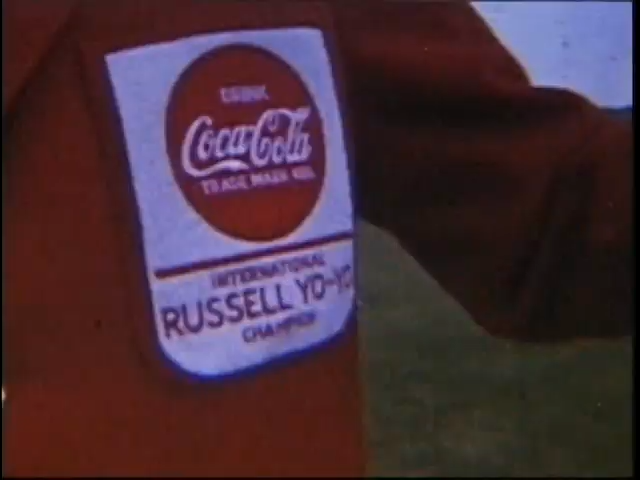 DRINK
Coca-Cola
TRADE MARK REG.
INTERNATIONAL
RUSSELL YO-YO
CHAMPION